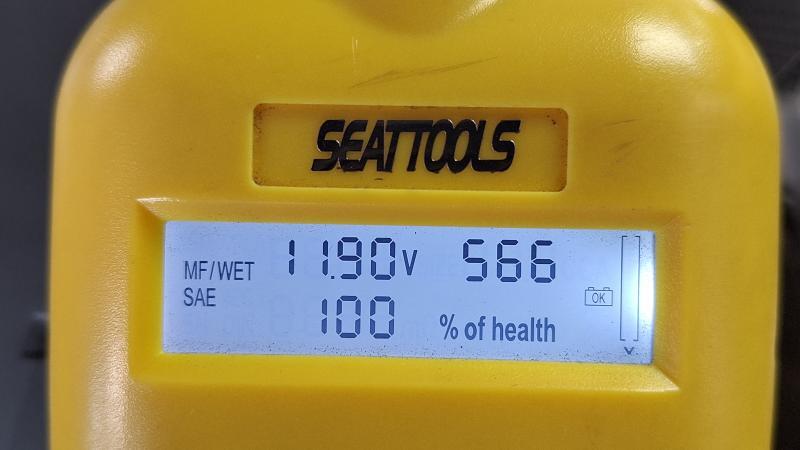 SEATTOOLS
MF/WET 11.90V 566
SAE
OK
100 % of health